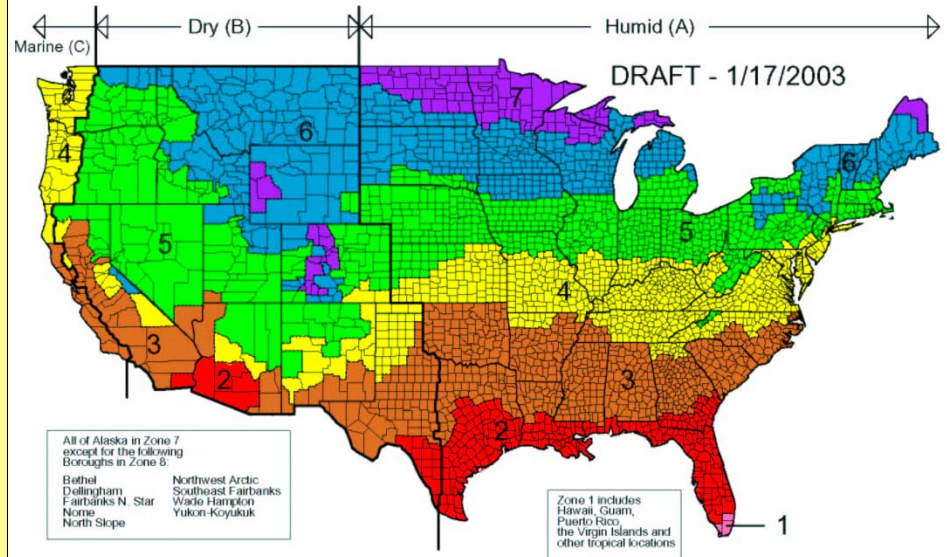 Dry (B)
Humid (A)
Marine (C)
DRAFT - 1/17/2003
7
6
4
6
5
5
4
3
2
3
2
All of Alaska in Zone 7
except for the following
Boroughs in Zone 8:
Bethel Northwest Arctic
Dellingham Southeast Fairbanks
Fairbanks N. Star Wade Hampton
Nome Yukon-Koyukuk
North Slope
Zone 1 includes
Hawaii, Guam,
Puerto Rico,
the Virgin Islands and
other tropical locations
1